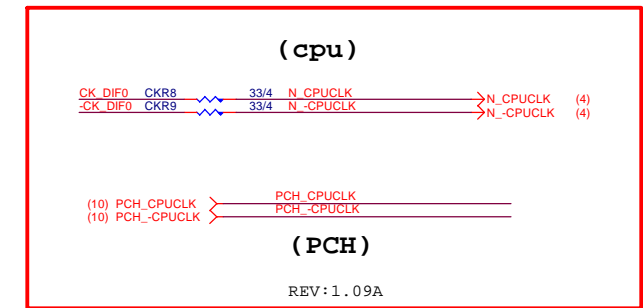 (cpu)
CK_DIF0 CKR8 33/4 N_CPUCLK N_CPUCLK (4)
-CK_DIF0 CKR9 33/4 N_-CPUCLK N_-CPUCLK (4)
(10) PCH_CPUCLK PCH_CPUCLK
(10) PCH_-CPUCLK PCH_-CPUCLK
(PCH)
REV:1.09A